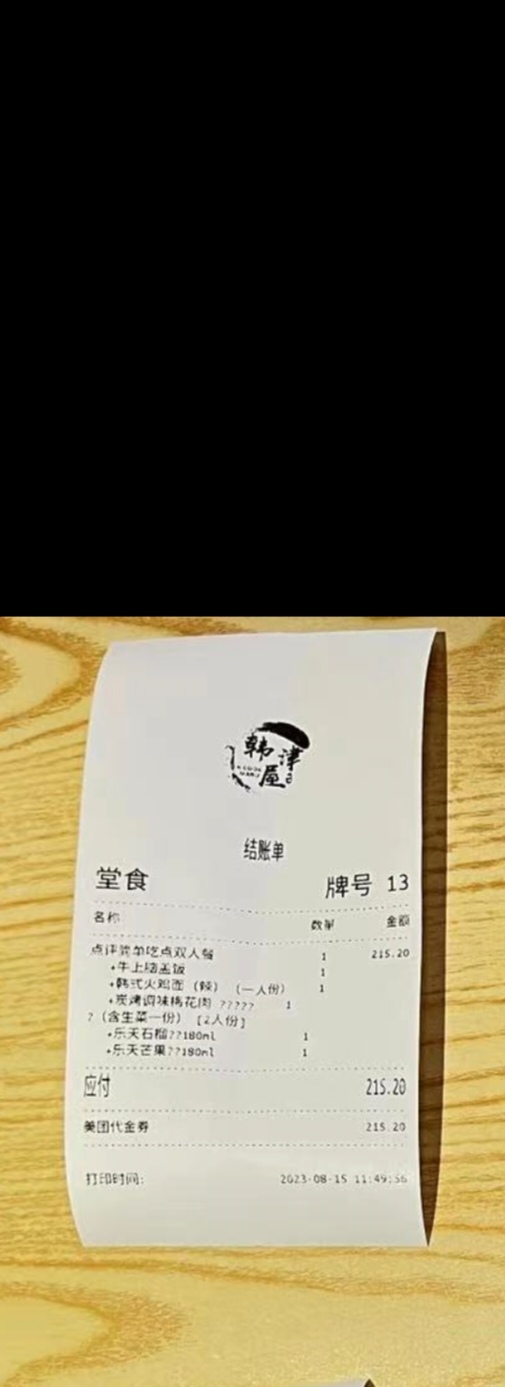 韩津屋
结账单
堂食 牌号 13
名称 数量 金额
点评 单吃点双人餐 1 215.20
+牛上脑盖饭 1
+韩式火鸡面（辣）（一人份） 1
+炭烤调味梅花肉 ????? 1
?（含生菜一份） [2人份]
+乐天石榴??180ml 1
+乐天芒果??180ml 1
应付 215.20
美团代金券 215.20
打印时间: 2023-08-15 11:49:56